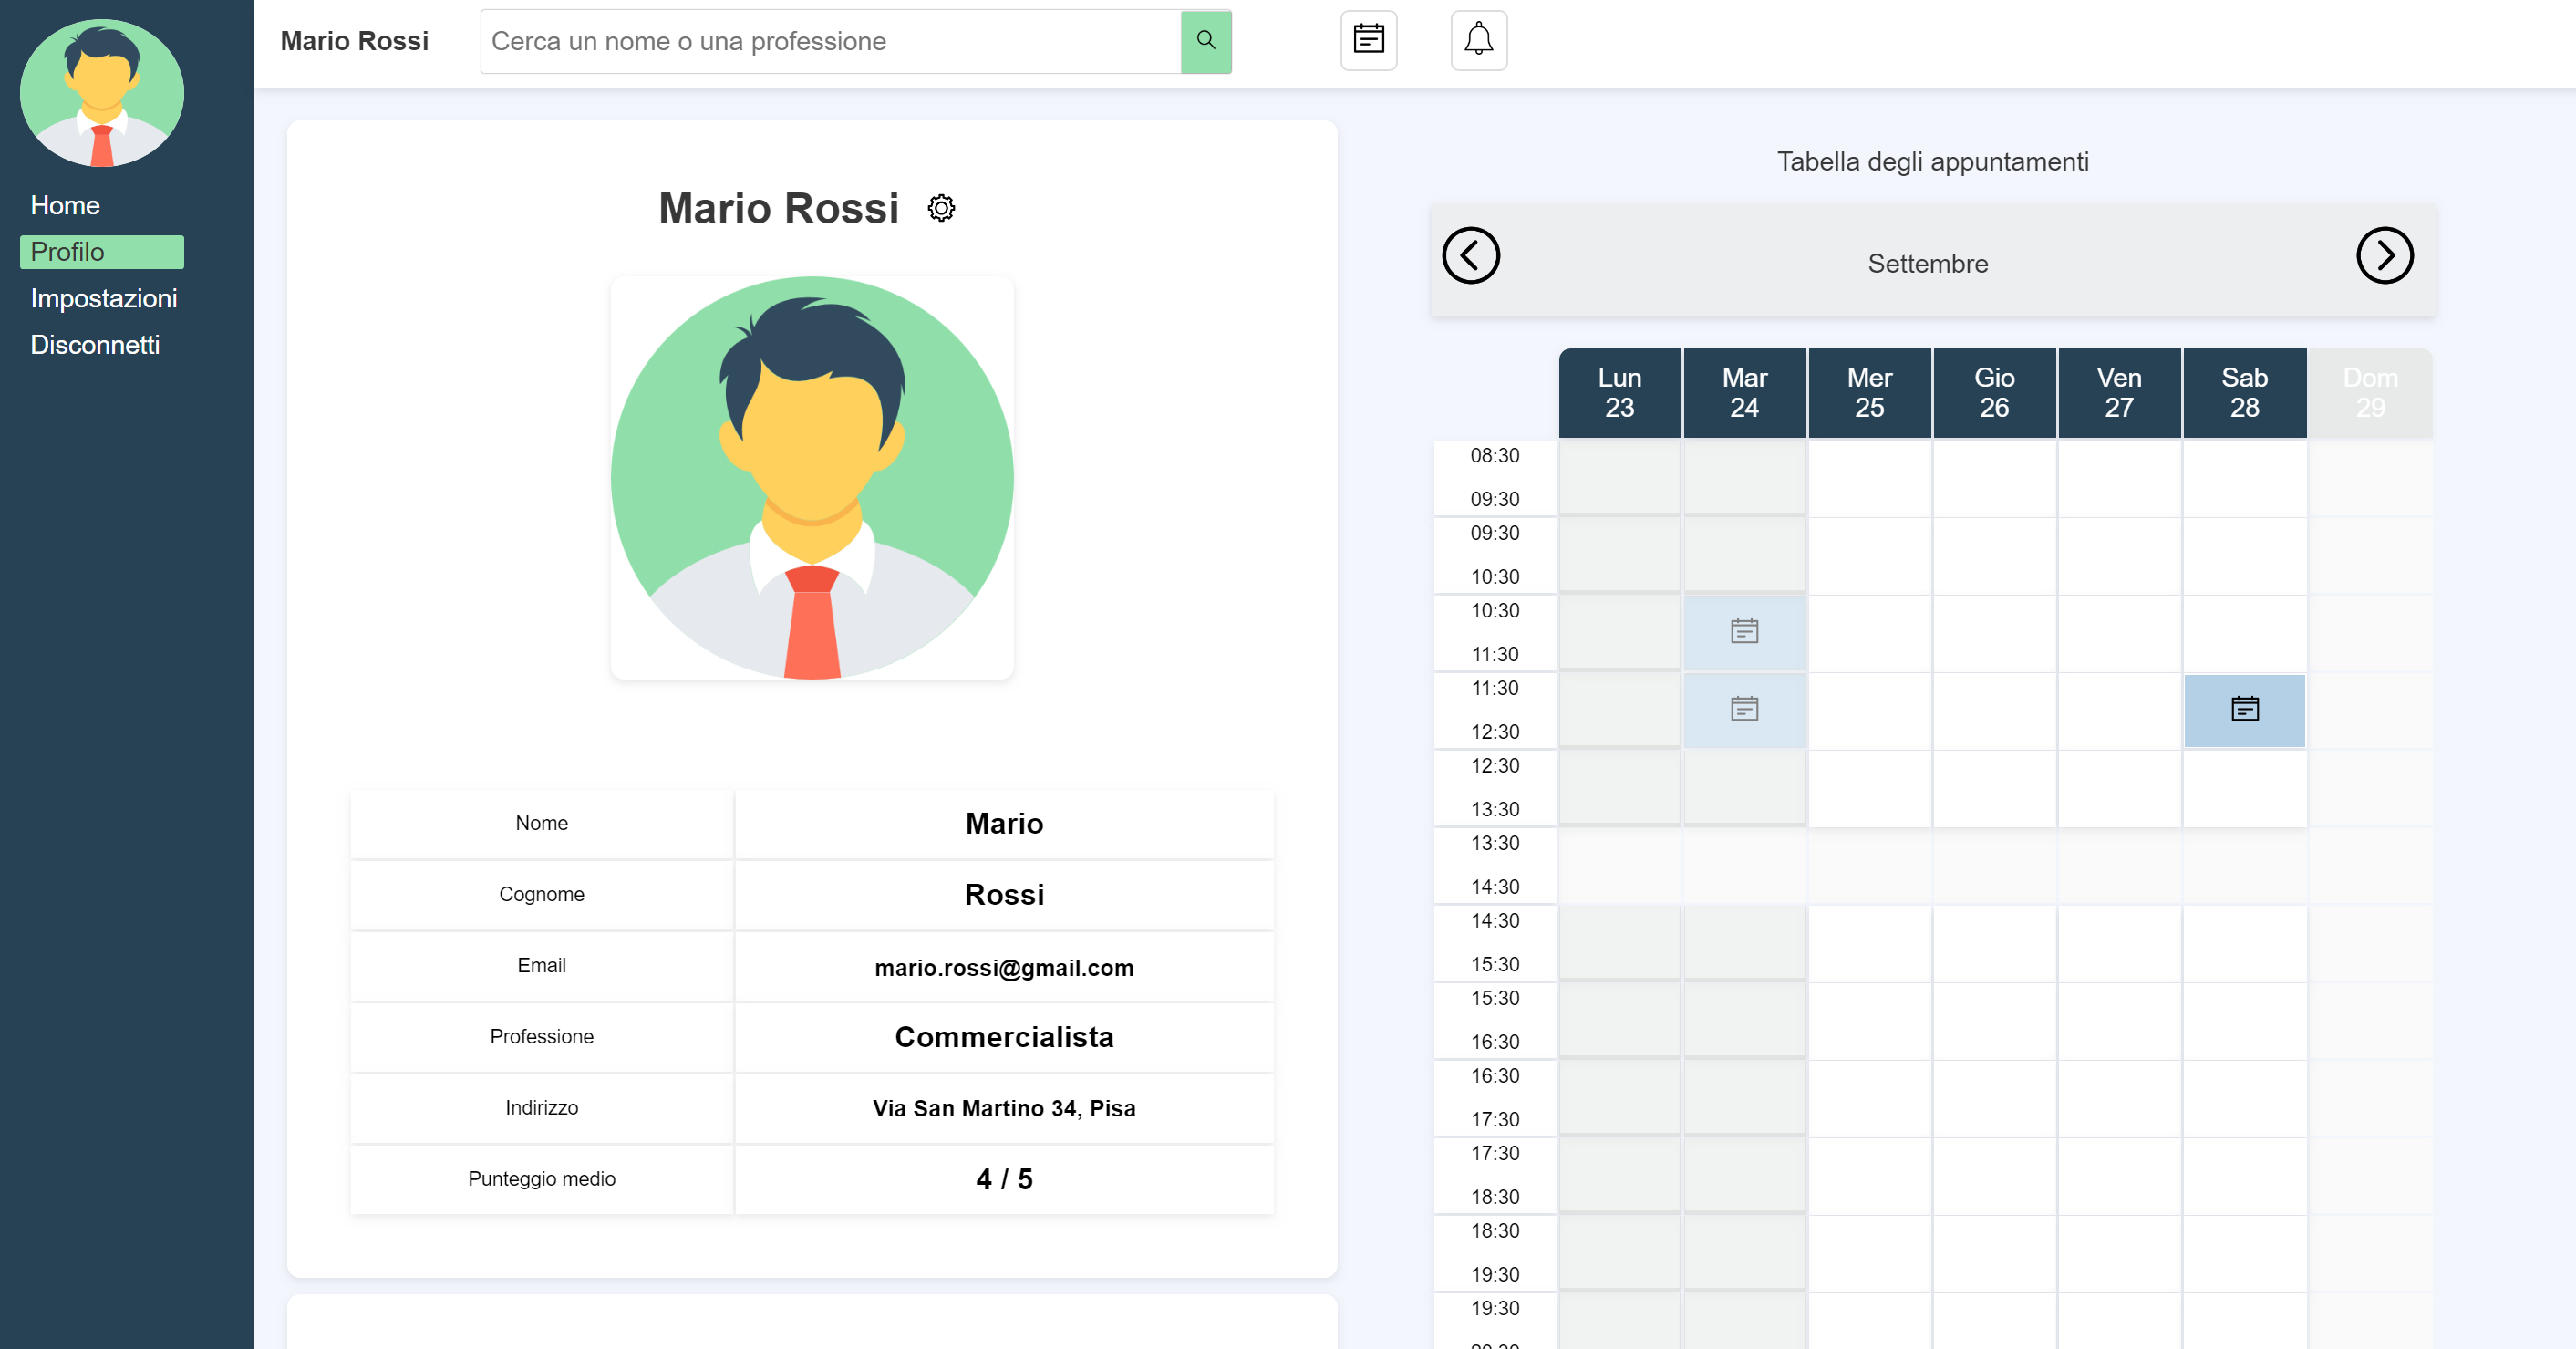 Home
Profilo
Impostazioni
Disconnetti
Mario Rossi
Cerca un nome o una professione
Mario Rossi
Nome Mario
Cognome Rossi
Email mario.rossi@gmail.com
Professione Commercialista
Indirizzo Via San Martino 34, Pisa
Punteggio medio 4 / 5
Tabella degli appuntamenti
Settembre
Lun Mar Mer Gio Ven Sab Dom
23 24 25 26 27 28 29
08:30
09:30
09:30
10:30
10:30
11:30
11:30
12:30
12:30
13:30
13:30
14:30
14:30
15:30
15:30
16:30
16:30
17:30
17:30
18:30
18:30
19:30
19:30